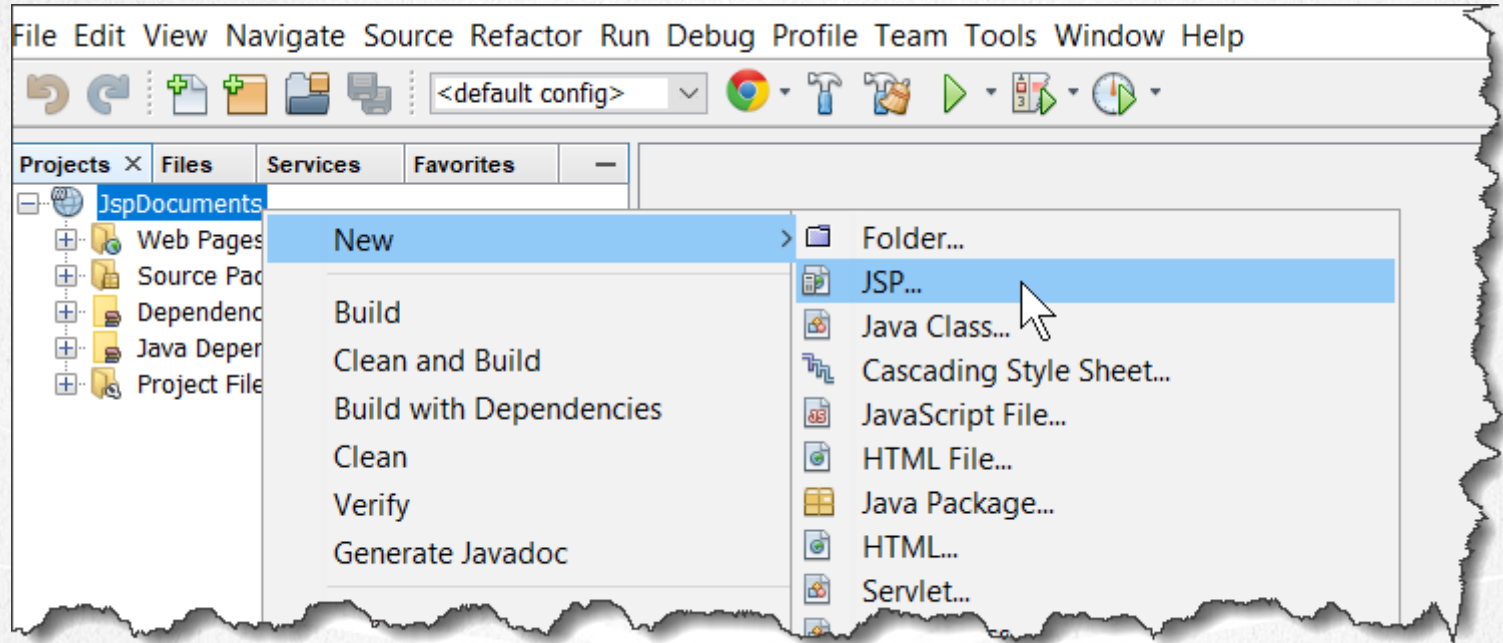 File Edit View Navigate Source Refactor Run Debug Profile Team Tools Window Help
<default config>
Projects Files Services Favorites
JspDocuments
Web Pages
Source Pac
Dependenc
Java Deper
Project File
New
Build
Clean and Build
Build with Dependencies
Clean
Verify
Generate Javadoc
Folder...
JSP...
Java Class...
Cascading Style Sheet...
JavaScript File...
HTML File...
Java Package...
HTML...
Servlet...